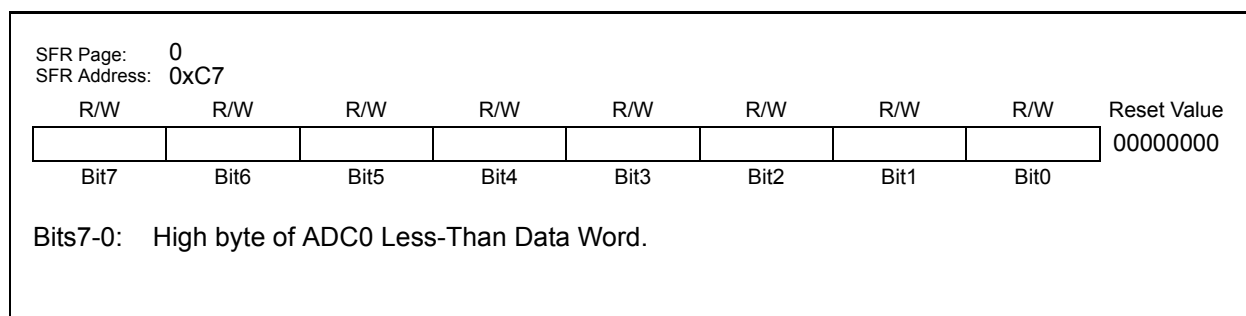 SFR Page: 0
SFR Address: 0xC7
R/W R/W R/W R/W R/W R/W R/W R/W Reset Value
00000000
Bit7 Bit6 Bit5 Bit4 Bit3 Bit2 Bit1 Bit0
Bits7-0: High byte of ADC0 Less-Than Data Word.